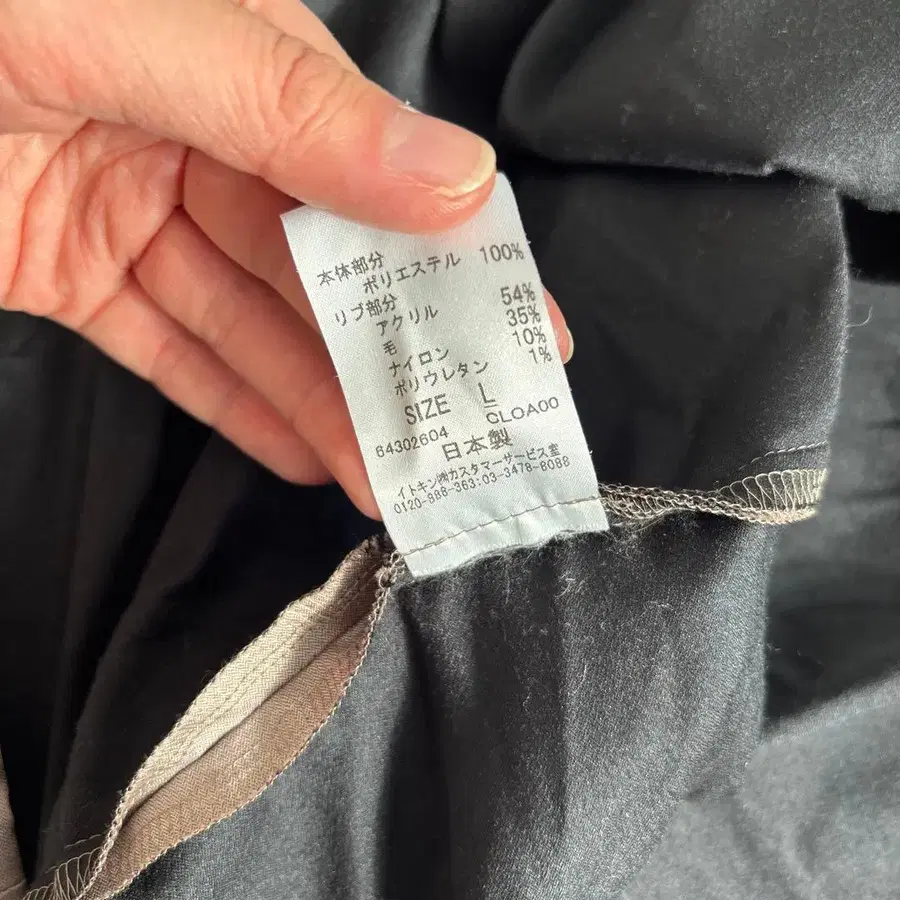 本体部分
ポリエステル 100%
リブ部分
アクリル 54%
毛 35%
ナイロン 10%
ポリウレタン 1%
SIZE L
64302604 CLOA00
日本製
イトキン㈱カスタマーサービス室
0120-888-363:03-3478-8088